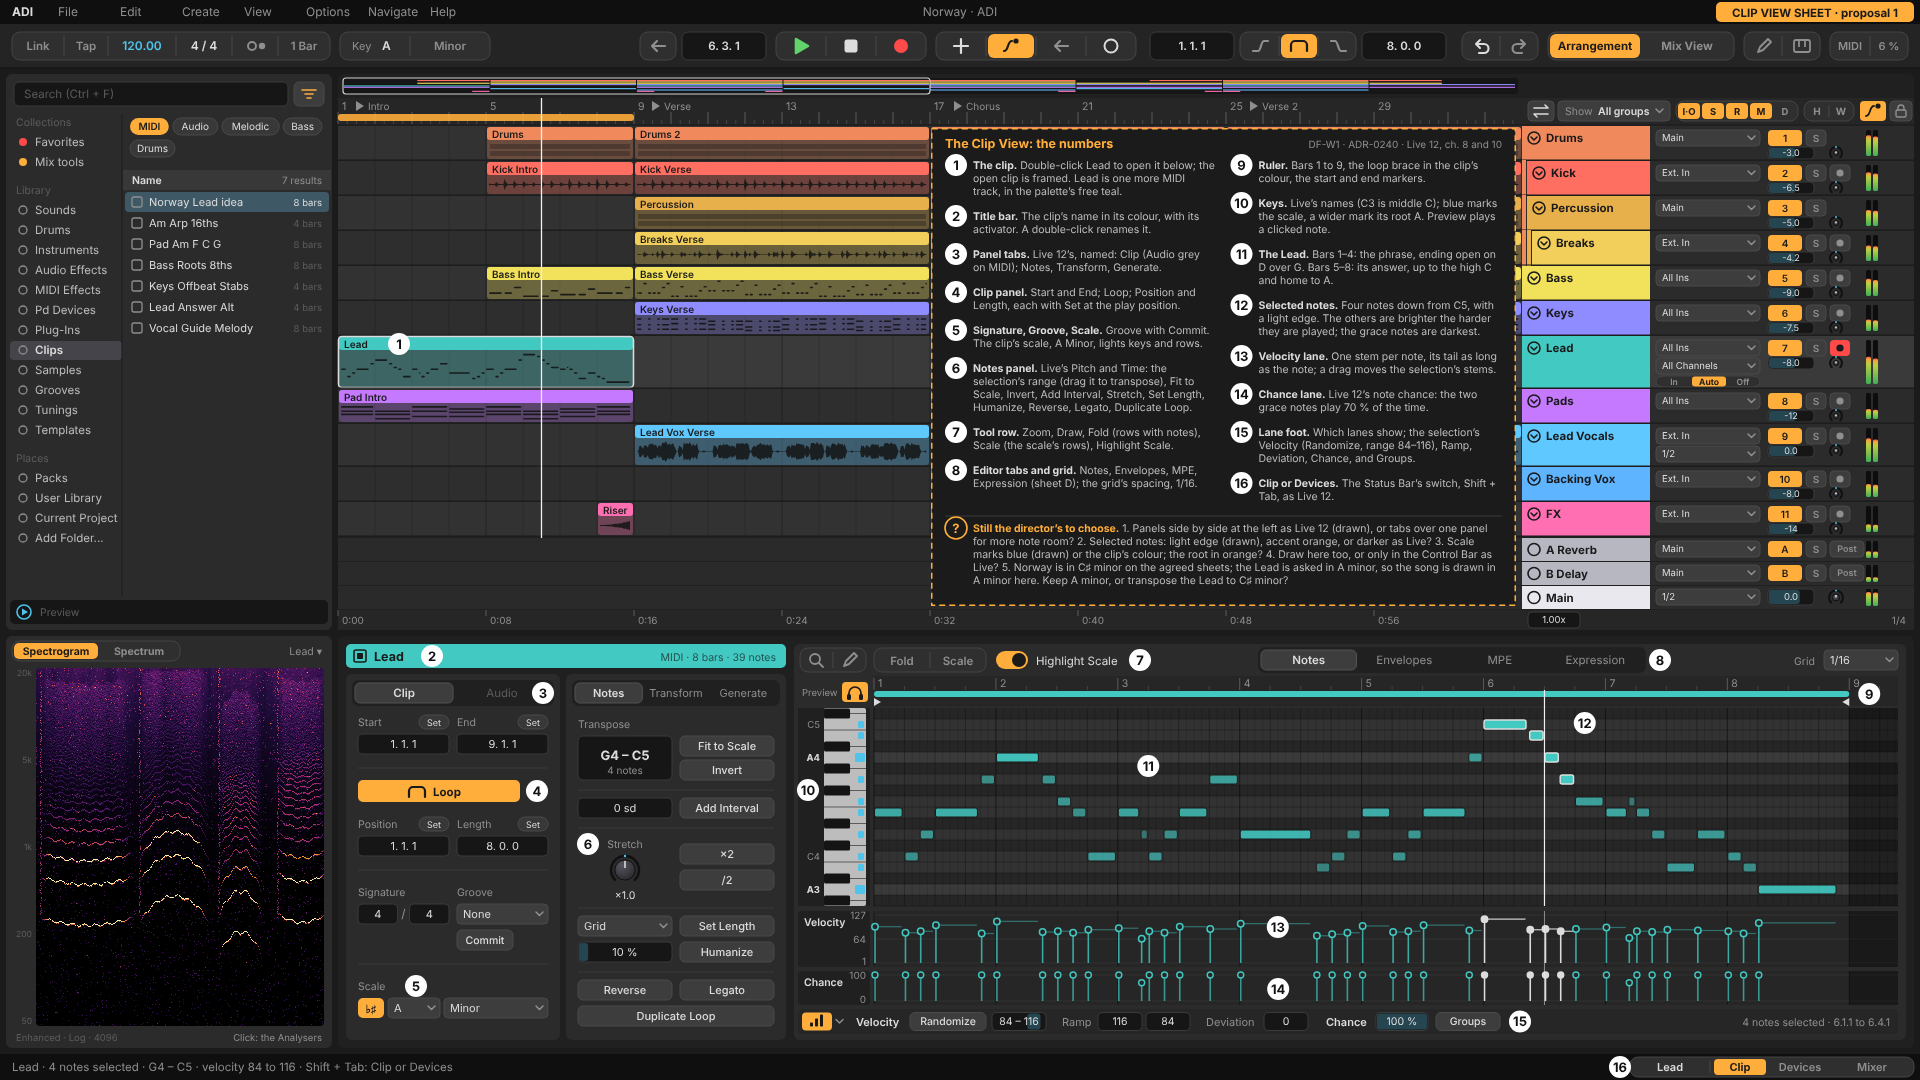 ADI File Edit Create View Options Navigate Help
Norway · ADI
CLIP VIEW SHEET · proposal 1
Link Tap 120.00 4 / 4 1 Bar
Key A Minor
6. 3. 1
1. 1. 1
8. 0. 0
Arrangement Mix View
MIDI 6 %
Search (Ctrl + F)
Collections
Favorites
Mix tools
Library
Sounds
Drums
Instruments
Audio Effects
MIDI Effects
Pd Devices
Plug-Ins
Clips
Samples
Grooves
Tunings
Templates
Places
Packs
User Library
Current Project
Add Folder...
MIDI Audio Melodic Bass
Drums
Name 7 results
Norway Lead idea 8 bars
Am Arp 16ths 4 bars
Pad Am F C G 8 bars
Bass Roots 8ths 8 bars
Keys Offbeat Stabs 4 bars
Lead Answer Alt 4 bars
Vocal Guide Melody 8 bars
Preview
1 Intro 5 9 Verse 13 17 Chorus 21 25 Verse 2 29
Drums Drums 2
Kick Intro Kick Verse
Percussion
Breaks Verse
Bass Intro Bass Verse
Keys Verse
Lead 1
Pad Intro
Lead Vox Verse
Riser
0:00 0:08 0:16 0:24 0:32 0:40 0:48 0:56
The Clip View: the numbers
DF-W1 · ADR-0240 · Live 12, ch. 8 and 10
1 The clip. Double-click Lead to open it below; the
open clip is framed. Lead is one more MIDI
track, in the palette's free teal.
2 Title bar. The clip's name in its colour, with its
activator. A double-click renames it.
3 Panel tabs. Live 12's, named: Clip (Audio grey
on MIDI); Notes, Transform, Generate.
4 Clip panel. Start and End; Loop; Position and
Length, each with Set at the play position.
5 Signature, Groove, Scale. Groove with Commit.
The clip's scale, A Minor, lights keys and rows.
6 Notes panel. Live's Pitch and Time: the
selection's range (drag it to transpose), Fit to
Scale, Invert, Add Interval, Stretch, Set Length,
Humanize, Reverse, Legato, Duplicate Loop.
7 Tool row. Zoom, Draw, Fold (rows with notes),
Scale (the scale's rows), Highlight Scale.
8 Editor tabs and grid. Notes, Envelopes, MPE,
Expression (sheet D); the grid's spacing, 1/16.
9 Ruler. Bars 1 to 9, the loop brace in the clip's
colour, the start and end markers.
10 Keys. Live's names (C3 is middle C); blue marks
the scale, a wider mark its root A. Preview plays
a clicked note.
11 The Lead. Bars 1–4: the phrase, ending open on
D over G. Bars 5–8: its answer, up to the high C
and home to A.
12 Selected notes. Four notes down from C5, with
a light edge. The others are brighter the harder
they are played; the grace notes are darkest.
13 Velocity lane. One stem per note, its tail as long
as the note; a drag moves the selection's stems.
14 Chance lane. Live 12's note chance: the two
grace notes play 70 % of the time.
15 Lane foot. Which lanes show; the selection's
Velocity (Randomize, range 84–116), Ramp,
Deviation, Chance, and Groups.
16 Clip or Devices. The Status Bar's switch, Shift +
Tab, as Live 12.
? Still the director's to choose. 1. Panels side by side at the left as Live 12 (drawn), or tabs over one panel
for more note room? 2. Selected notes: light edge (drawn), accent orange, or darker as Live? 3. Scale
marks blue (drawn) or the clip's colour; the root in orange? 4. Draw here too, or only in the Control Bar as
Live? 5. Norway is in C♯ minor on the agreed sheets; the Lead is asked in A minor, so the song is drawn in
A minor here. Keep A minor, or transpose the Lead to C♯ minor?
Show All groups I·O S R M D H W
Drums Main 1 S -3.0
Kick Ext. In 2 S -6.5
Percussion Main 3 S -5.0
Breaks Ext. In 4 S -4.2
Bass All Ins 5 S -9.0
Keys All Ins 6 S -7.5
Lead All Ins 7 S -8.0
All Channels
In Auto Off
Pads All Ins 8 S -12
Lead Vocals Ext. In 9 S 0.0
1/2
Backing Vox Ext. In 10 S -8.0
FX Ext. In 11 S -14
A Reverb Main A S Post
B Delay Main B S Post
Main 1/2 0.0
1.00x 1/4
Spectrogram Spectrum Lead ▾
20k
5k
1k
200
50
Enhanced · Log · 4096 Click: the Analysers
Lead 2 MIDI · 8 bars · 39 notes
Clip Audio 3
Start Set End Set
1. 1. 1 9. 1. 1
Loop 4
Position Set Length Set
1. 1. 1 8. 0. 0
Signature Groove
4 / 4 None
Commit
Scale 5
♭♯ A Minor
Notes Transform Generate
Transpose
G4 – C5
4 notes
Fit to Scale
Invert
0 sd Add Interval
6 Stretch
×1.0
×2
/2
Grid Set Length
10 % Humanize
Reverse Legato
Duplicate Loop
Fold Scale Highlight Scale 7
Notes Envelopes MPE Expression 8
Grid 1/16
Preview
1 2 3 4 5 6 7 8 9 9
C5
A4
10
C4
A3
11
12
Velocity 127
64
1
13
Chance 100
0
14
Velocity Randomize 84 – 116 Ramp 116 84 Deviation 0 Chance 100 % Groups 15
4 notes selected · 6.1.1 to 6.4.1
Lead · 4 notes selected · G4 – C5 · velocity 84 to 116 · Shift + Tab: Clip or Devices
16 Lead Clip Devices Mixer